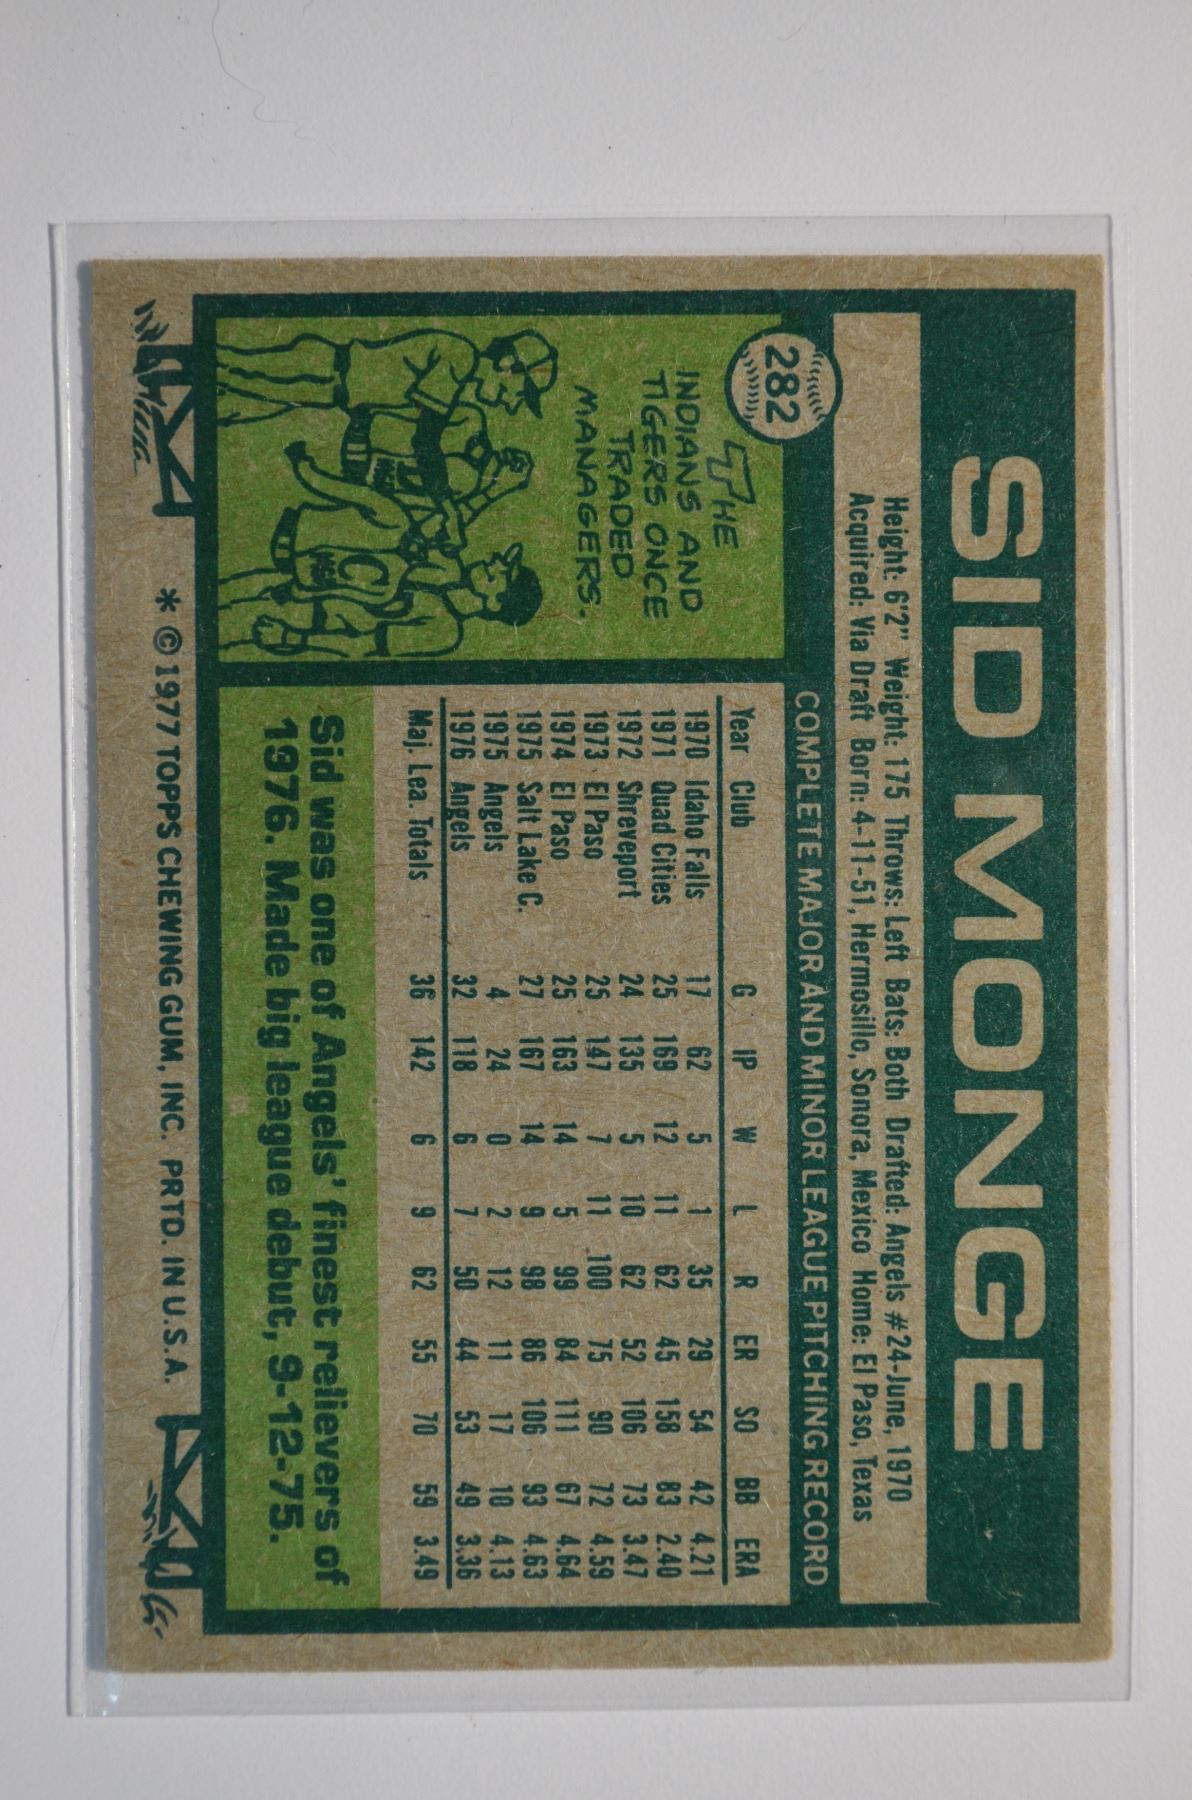 282
SID MONGE
Height: 6'2" Weight: 175 Throws: Left Bats: Both Drafted: Angels #24-June, 1970
Acquired: Via Draft Born: 4-11-51, Hermosillo, Sonora, Mexico Home: El Paso, Texas
THE
INDIANS AND
TIGERS ONCE
TRADED
MANAGERS.
C
COMPLETE MAJOR AND MINOR LEAGUE PITCHING RECORD
Year Club G IP W L R ER SO BB ERA
1970 Idaho Falls 17 62 5 1 35 29 54 42 4.21
1971 Quad Cities 25 169 12 11 62 45 158 83 2.40
1972 Shreveport 24 135 5 10 62 52 106 73 3.47
1973 El Paso 25 147 7 11 100 75 90 72 4.59
1974 El Paso 25 163 14 5 99 84 111 67 4.64
1975 Salt Lake C. 27 167 14 9 98 86 106 93 4.63
1975 Angels 4 24 0 2 12 11 17 10 4.13
1976 Angels 32 118 6 7 50 44 53 49 3.36
Maj. Lea. Totals 36 142 6 9 62 55 70 59 3.49
Sid was one of Angels' finest relievers of
1976. Made big league debut, 9-12-75.
* © 1977 TOPPS CHEWING GUM, INC. PRTD. IN U.S.A.